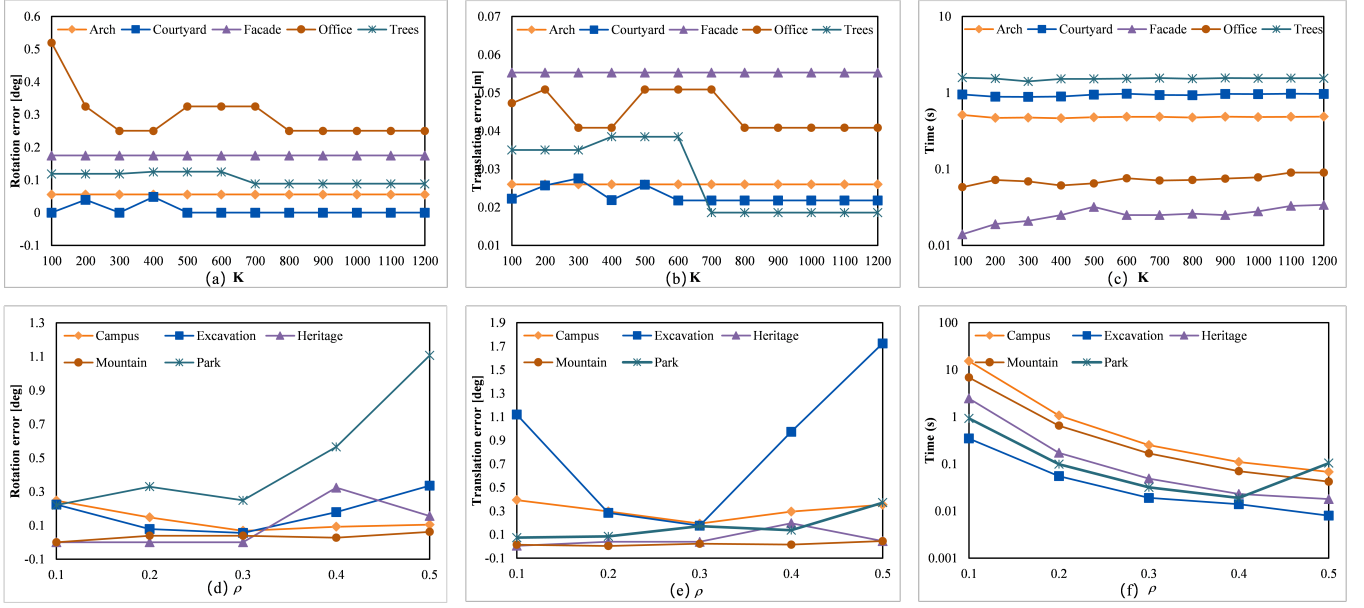 0.6
0.5
0.4
0.3
0.2
0.1
0
-0.1
Rotation error [deg]
Arch Courtyard Facade Office Trees
100 200 300 400 500 600 700 800 900 1000 1100 1200
(a) K
0.07
0.06
0.05
0.04
0.03
0.02
0.01
Translation error [m]
Arch Courtyard Facade Office Trees
100 200 300 400 500 600 700 800 900 1000 1100 1200
(b) K
10
1
0.1
0.01
Time (s)
Arch Courtyard Facade Office Trees
100 200 300 400 500 600 700 800 900 1000 1100 1200
(c) K
1.3
1.1
0.9
0.7
0.5
0.3
0.1
-0.1
Rotation error [deg]
Campus Excavation Heritage
Mountain Park
0.1 0.2 0.3 0.4 0.5
(d) ρ
1.9
1.7
1.5
1.3
1.1
0.9
0.7
0.5
0.3
0.1
-0.1
Translation error [deg]
Campus Excavation Heritage
Mountain Park
0.1 0.2 0.3 0.4 0.5
(e) ρ
100
10
1
0.1
0.01
0.001
Time (s)
Campus Excavation Heritage
Mountain Park
0.1 0.2 0.3 0.4 0.5
(f) ρ